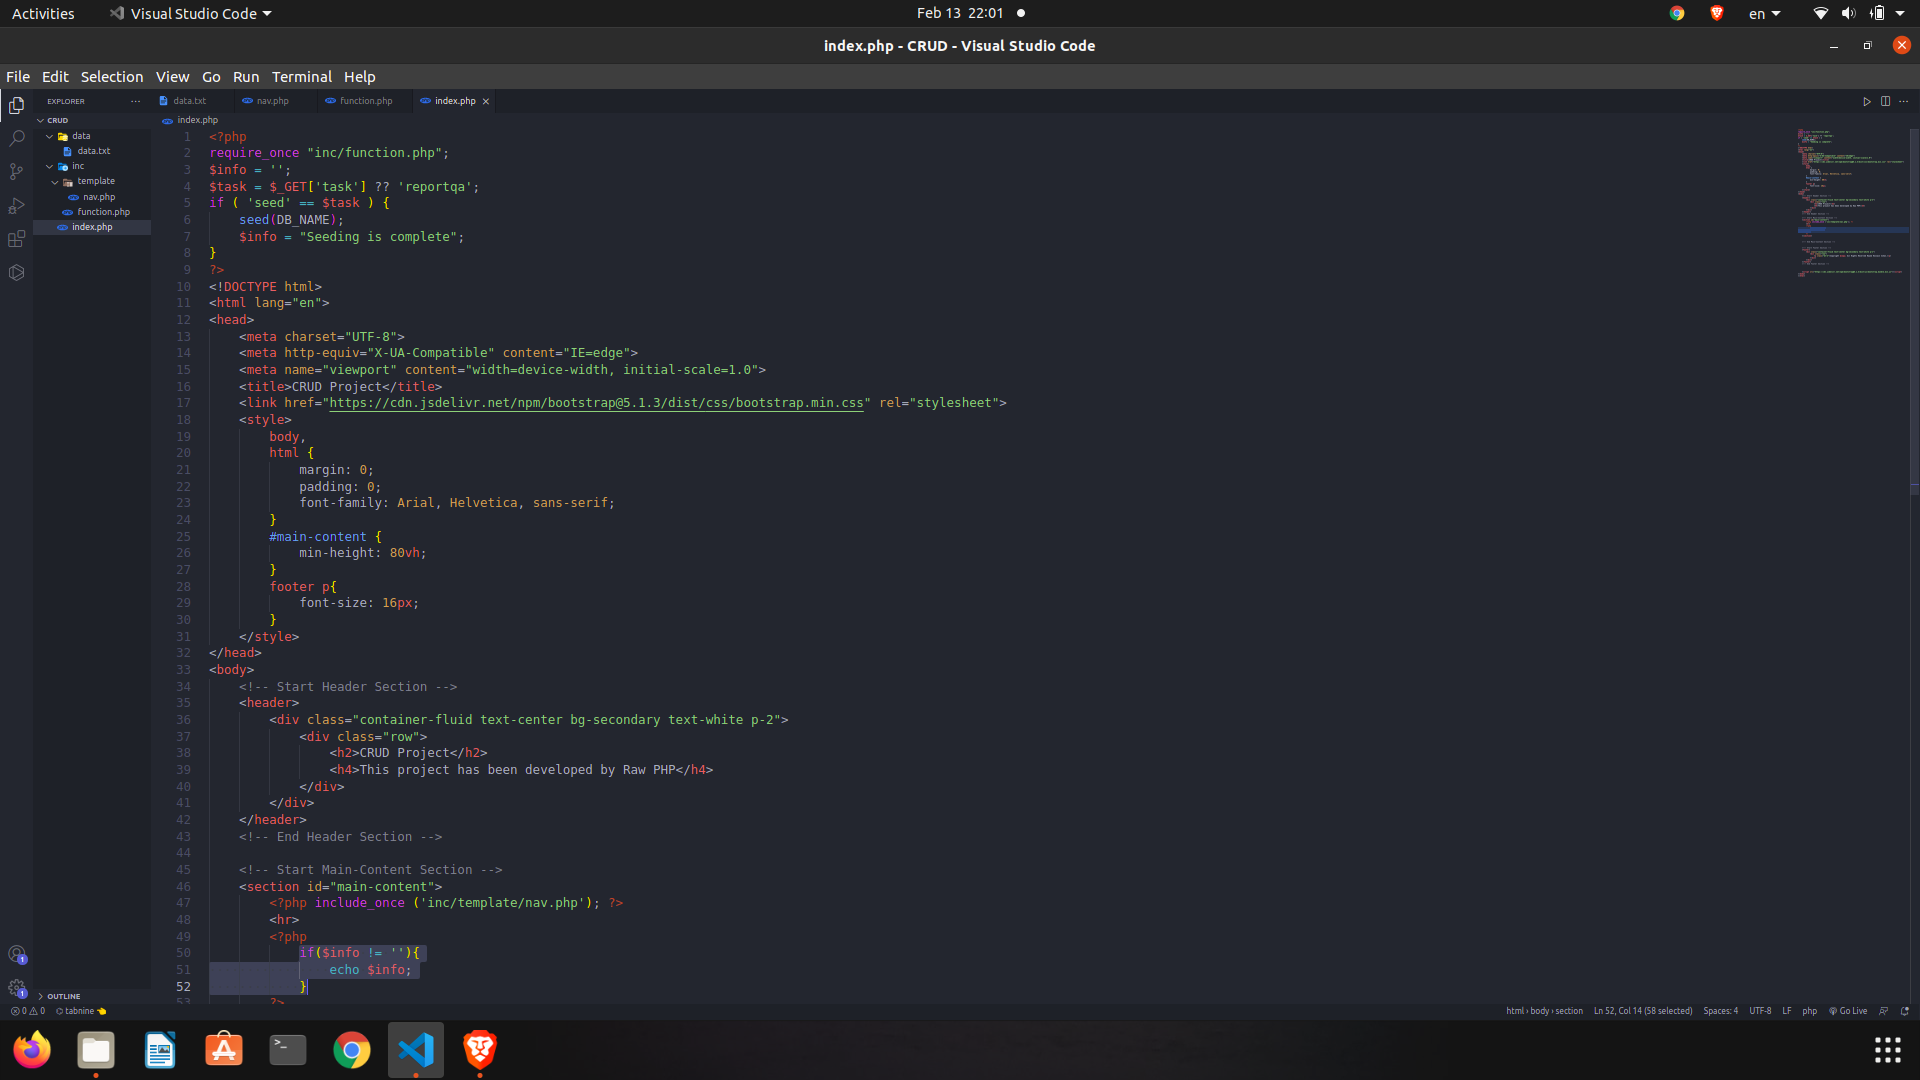 Activities
Visual Studio Code
Feb 13 22:01
en
index.php - CRUD - Visual Studio Code
File Edit Selection View Go Run Terminal Help
EXPLORER
data.txt
nav.php
function.php
index.php
CRUD
data
data.txt
inc
template
nav.php
function.php
index.php
OUTLINE
index.php
1 <?php
2 require_once "inc/function.php";
3 $info = '';
4 $task = $_GET['task'] ?? 'reportqa';
5 if ( 'seed' == $task ) {
6     seed(DB_NAME);
7     $info = "Seeding is complete";
8 }
9 ?>
10 <!DOCTYPE html>
11 <html lang="en">
12 <head>
13     <meta charset="UTF-8">
14     <meta http-equiv="X-UA-Compatible" content="IE=edge">
15     <meta name="viewport" content="width=device-width, initial-scale=1.0">
16     <title>CRUD Project</title>
17     <link href="https://cdn.jsdelivr.net/npm/bootstrap@5.1.3/dist/css/bootstrap.min.css" rel="stylesheet">
18     <style>
19         body,
20         html {
21             margin: 0;
22             padding: 0;
23             font-family: Arial, Helvetica, sans-serif;
24         }
25         #main-content {
26             min-height: 80vh;
27         }
28         footer p{
29             font-size: 16px;
30         }
31     </style>
32 </head>
33 <body>
34     <!-- Start Header Section -->
35     <header>
36         <div class="container-fluid text-center bg-secondary text-white p-2">
37             <div class="row">
38                 <h2>CRUD Project</h2>
39                 <h4>This project has been developed by Raw PHP</h4>
40             </div>
41         </div>
42     </header>
43     <!-- End Header Section -->
44
45     <!-- Start Main-Content Section -->
46     <section id="main-content">
47         <?php include_once ('inc/template/nav.php'); ?>
48         <hr>
49         <?php
50             if($info != ''){
51                 echo $info;
52             }
53         ?>
0 0 tabnine
html › body › section
Ln 52, Col 14 (58 selected)
Spaces: 4
UTF-8
LF
php
Go Live